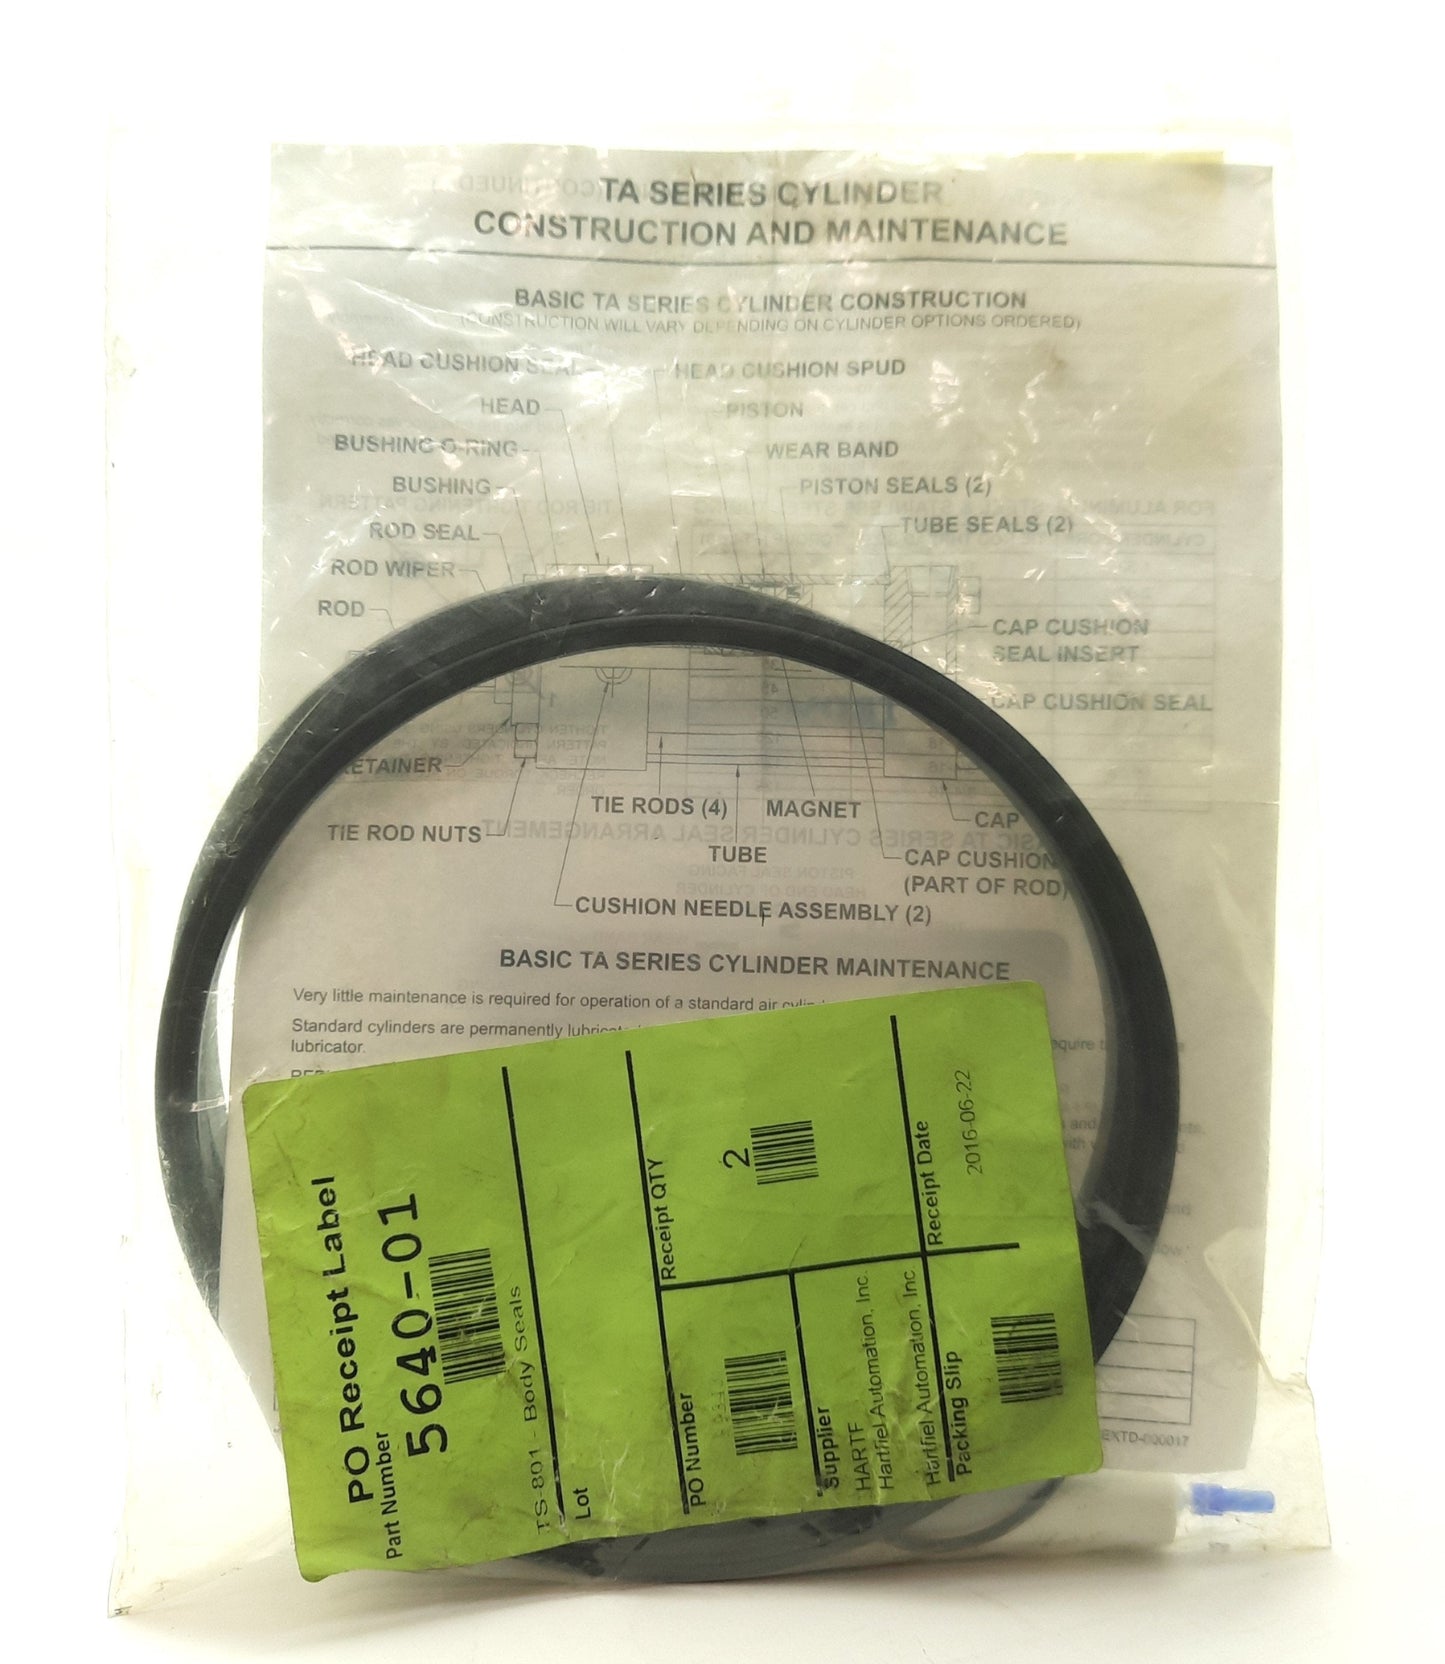 TA SERIES CYLINDER
CONSTRUCTION AND MAINTENANCE
BASIC TA SERIES CYLINDER CONSTRUCTION
(CONSTRUCTION WILL VARY DEPENDING ON CYLINDER OPTIONS ORDERED)
HEAD CUSHION SEAL
HEAD CUSHION SPUD
HEAD
PISTON
BUSHING O-RING
WEAR BAND
BUSHING
PISTON SEALS (2)
ROD SEAL
TUBE SEALS (2)
ROD WIPER
ROD
CAP CUSHION
SEAL INSERT
CAP CUSHION SEAL
RETAINER
TIE RODS (4)
MAGNET
CAP
TIE ROD NUTS
TUBE
CAP CUSHION
(PART OF ROD)
CUSHION NEEDLE ASSEMBLY (2)
BASIC TA SERIES CYLINDER MAINTENANCE
Very little maintenance is required for operation of a standard air
Standard cylinders are permanently
lubricator.
PO Receipt Label
Part Number
5640-01
TS-801 - Body Seals
Lot
Receipt QTY
2
PO Number
Receipt Date
2016-06-22
Supplier
HARTF
Hartfiel Automation, Inc.
Hartfiel Automation, Inc
Packing Slip
EXTD-000017